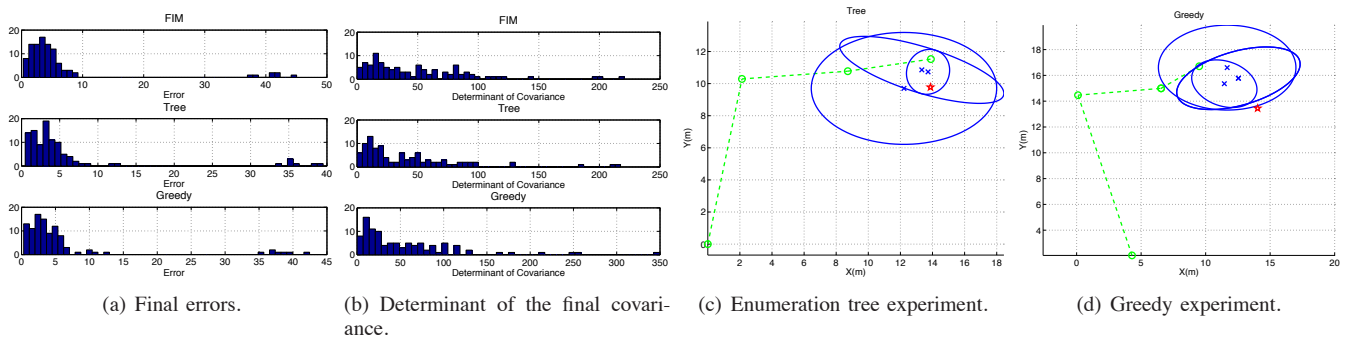 FIM
20
10
0
0 10 20 30 40 50
Error
Tree
20
10
0
0 5 10 15 20 25 30 35 40
Error
Greedy
20
10
0
0 5 10 15 20 25 30 35 40 45
Error
(a) Final errors.
FIM
20
10
0
0 50 100 150 200 250
Determinant of Covariance
Tree
20
10
0
0 50 100 150 200 250
Determinant of Covariance
Greedy
20
10
0
0 50 100 150 200 250 300 350
Determinant of Covariance
(b) Determinant of the final covari-
ance.
Tree
Y(m)
12
10
8
6
4
2
0
2 4 6 8 10 12 14 16 18
X(m)
(c) Enumeration tree experiment.
Greedy
Y(m)
18
16
14
12
10
8
6
4
0 5 10 15 20
X(m)
(d) Greedy experiment.